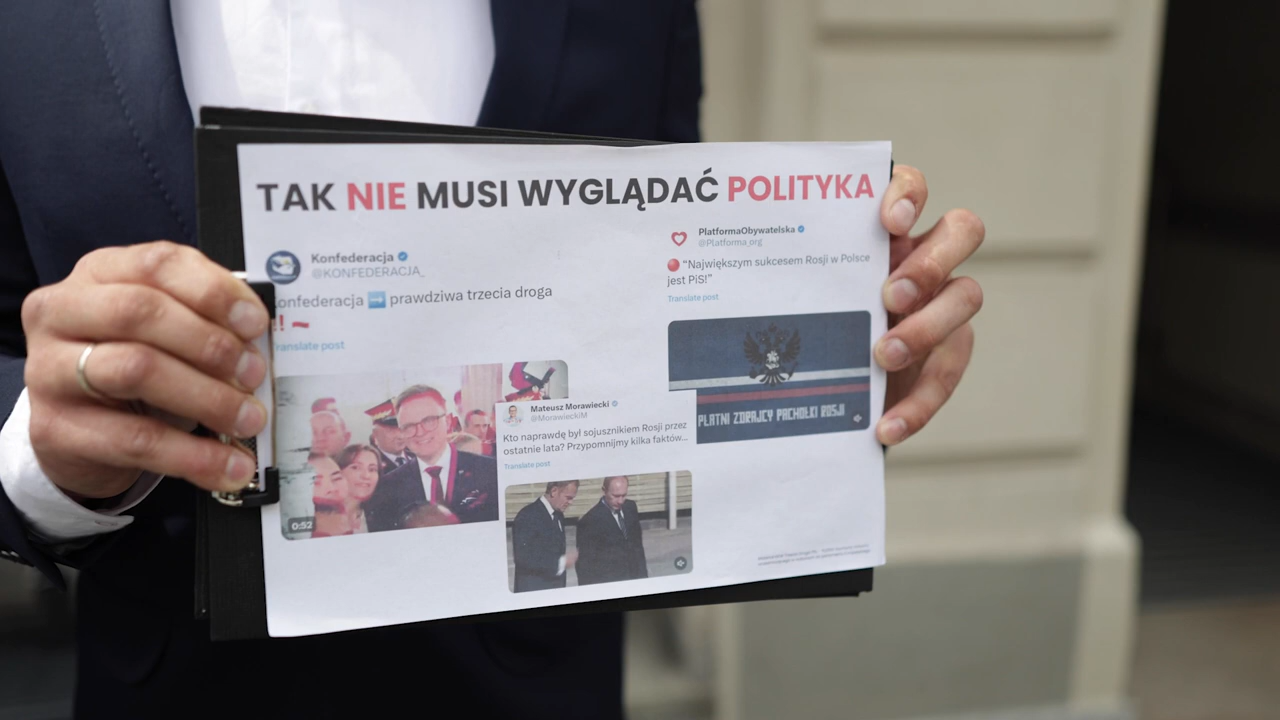 TAK NIE MUSI WYGLĄDAĆ POLITYKA
Konfederacja
@KONFEDERACJA_
onfederacja ➡️ prawdziwa trzecia droga
!!
ranslate post
0:52
PlatformaObywatelska
@Platforma_org
🔴 “Największym sukcesem Rosji w Polsce
jest PiS!”
Translate post
PŁATNI ZDRAJCY PACHOŁKI ROSJI
Mateusz Morawiecki
@MorawieckiM
Kto naprawdę był sojusznikiem Rosji przez
ostatnie lata? Przypomnijmy kilka faktów...
Translate post